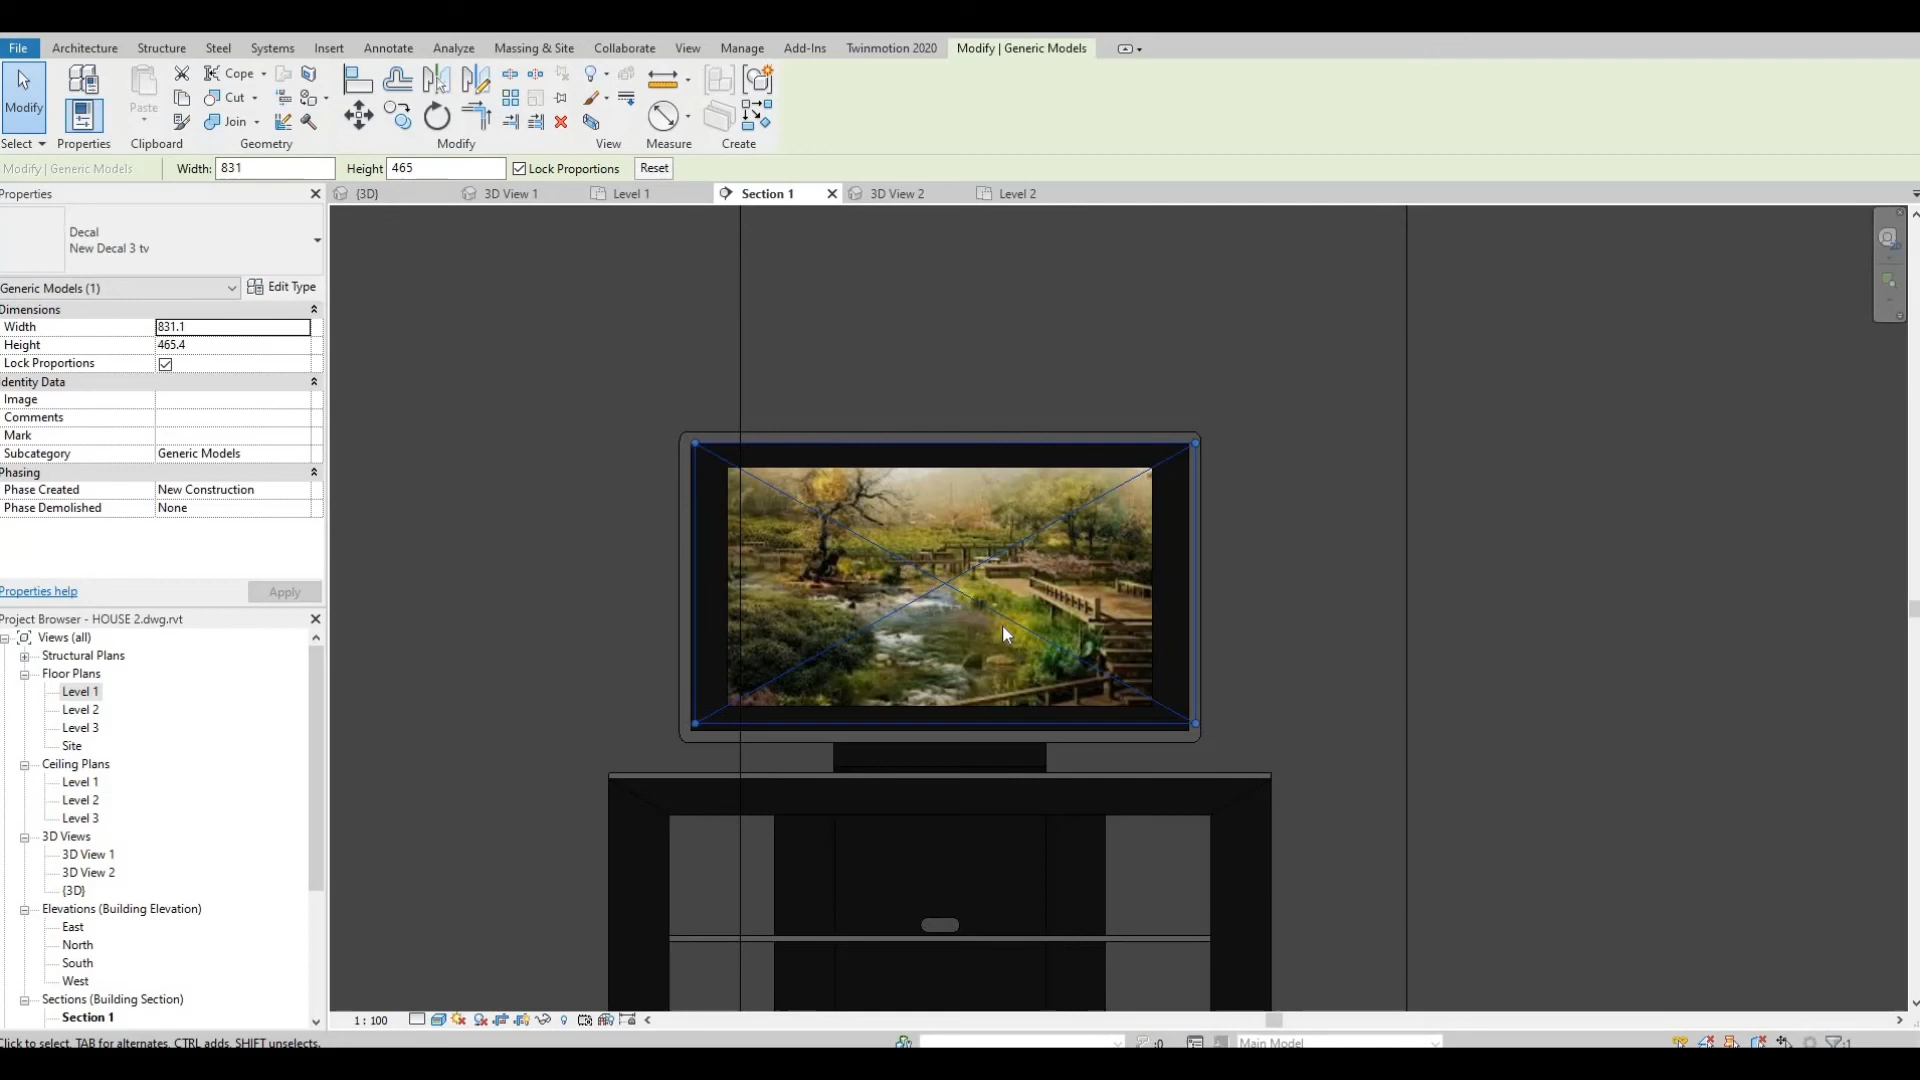 File Architecture Structure Steel Systems Insert Annotate Analyze Massing & Site Collaborate View Manage Add-Ins Twinmotion 2020 Modify | Generic Models
Modify Paste Cope Cut Join
Select Properties Clipboard Geometry Modify View Measure Create
Modify | Generic Models Width: 831 Height 465 Lock Proportions Reset
Properties
{3D} 3D View 1 Level 1 Section 1 3D View 2 Level 2
Decal
New Decal 3 tv
Generic Models (1) Edit Type
Dimensions
Width 831.1
Height 465.4
Lock Proportions
Identity Data
Image
Comments
Mark
Subcategory Generic Models
Phasing
Phase Created New Construction
Phase Demolished None
Properties help Apply
Project Browser - HOUSE 2.dwg.rvt
Views (all)
Structural Plans
Floor Plans
Level 1
Level 2
Level 3
Site
Ceiling Plans
Level 1
Level 2
Level 3
3D Views
3D View 1
3D View 2
{3D}
Elevations (Building Elevation)
East
North
South
West
Sections (Building Section)
Section 1
1 : 100
Click to select, TAB for alternates, CTRL adds, SHIFT unselects. :0 Main Model :1